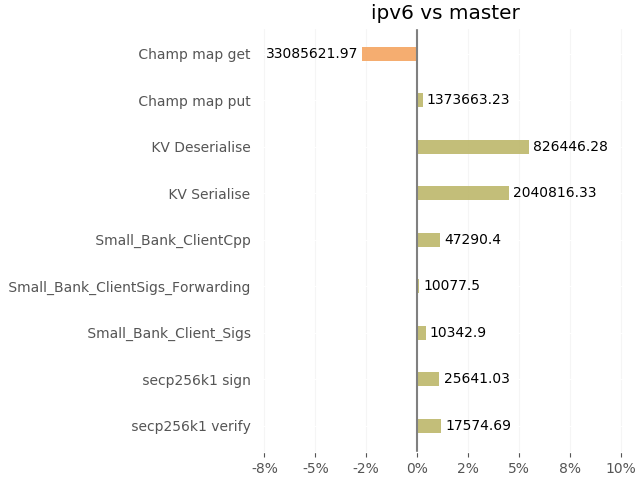 ipv6 vs master
Champ map get 33085621.97
Champ map put 1373663.23
KV Deserialise 826446.28
KV Serialise 2040816.33
Small_Bank_ClientCpp 47290.4
Small_Bank_ClientSigs_Forwarding 10077.5
Small_Bank_Client_Sigs 10342.9
secp256k1 sign 25641.03
secp256k1 verify 17574.69
-8% -5% -2% 0% 2% 5% 8% 10%